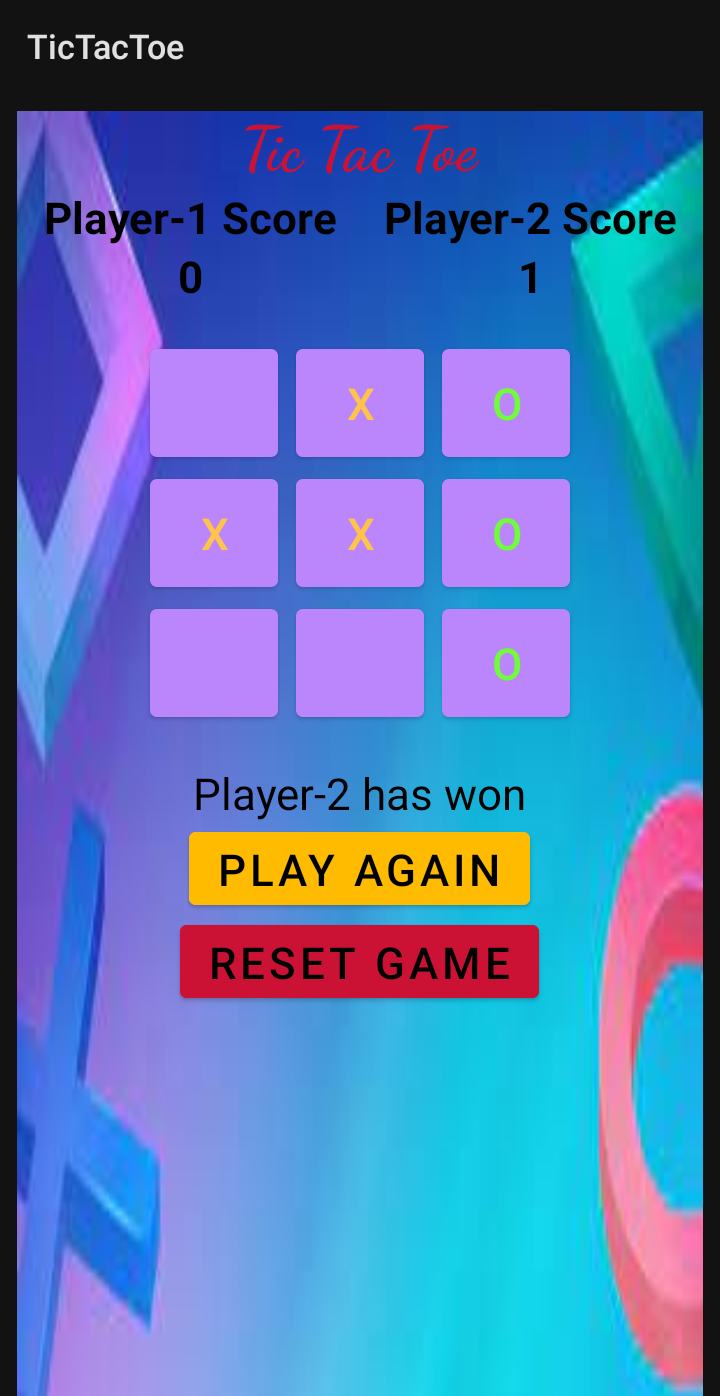 TicTacToe
Tic Tac Toe
Player-1 Score Player-2 Score
0 1
X O
X X O
O
Player-2 has won
PLAY AGAIN
RESET GAME